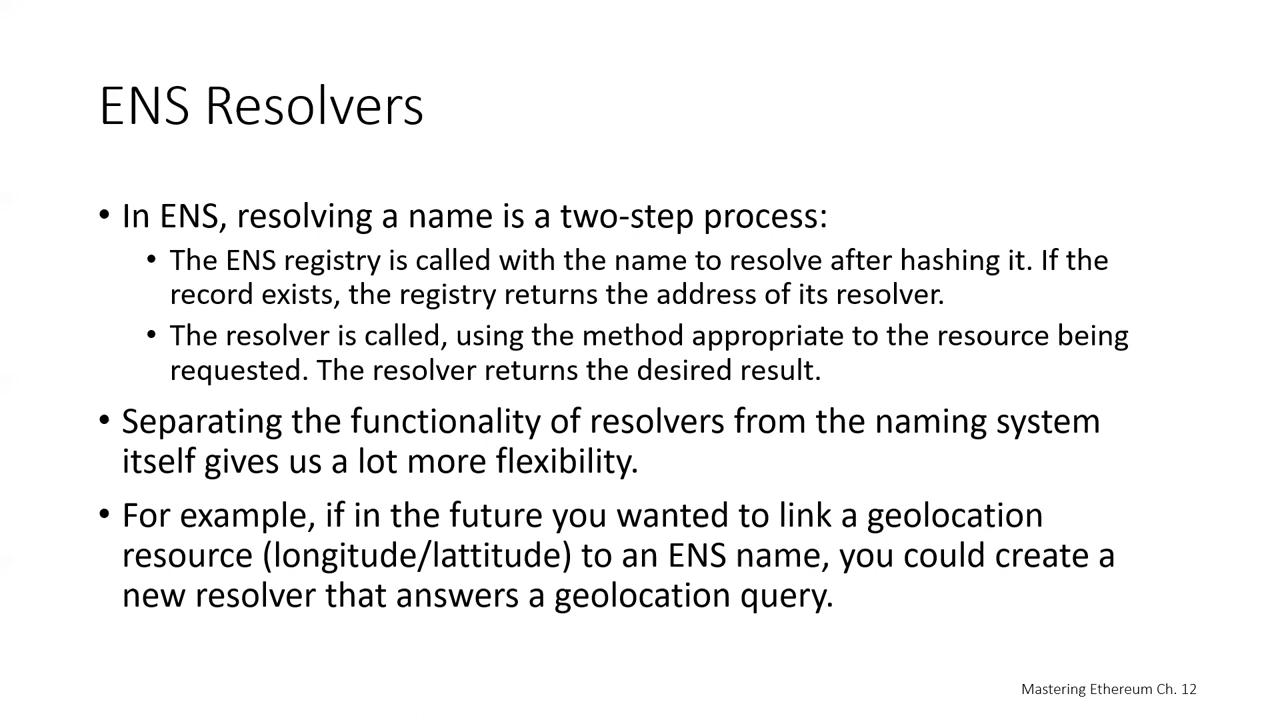 ENS Resolvers
• In ENS, resolving a name is a two-step process:
• The ENS registry is called with the name to resolve after hashing it. If the
record exists, the registry returns the address of its resolver.
• The resolver is called, using the method appropriate to the resource being
requested. The resolver returns the desired result.
• Separating the functionality of resolvers from the naming system
itself gives us a lot more flexibility.
• For example, if in the future you wanted to link a geolocation
resource (longitude/lattitude) to an ENS name, you could create a
new resolver that answers a geolocation query.
Mastering Ethereum Ch. 12